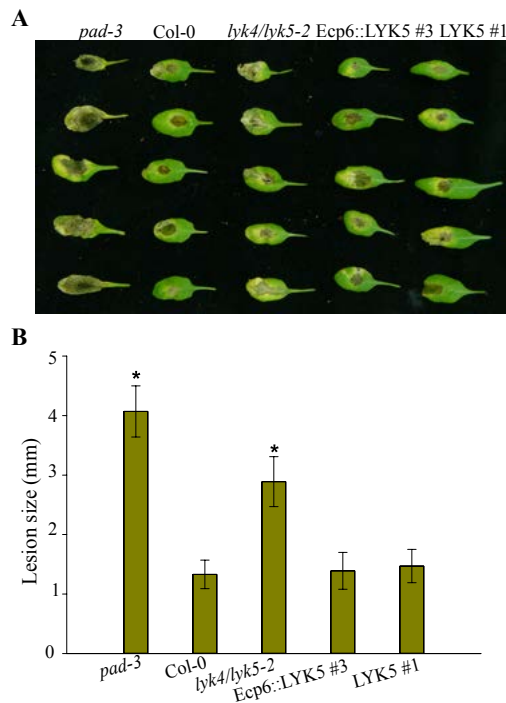 A
pad-3 Col-0 lyk4/lyk5-2 Ecp6::LYK5 #3 LYK5 #1
B
5
4
3
2
1
0
Lesion size (mm)
*
*
pad-3
Col-0
lyk4/lyk5-2
Ecp6::LYK5 #3
LYK5 #1